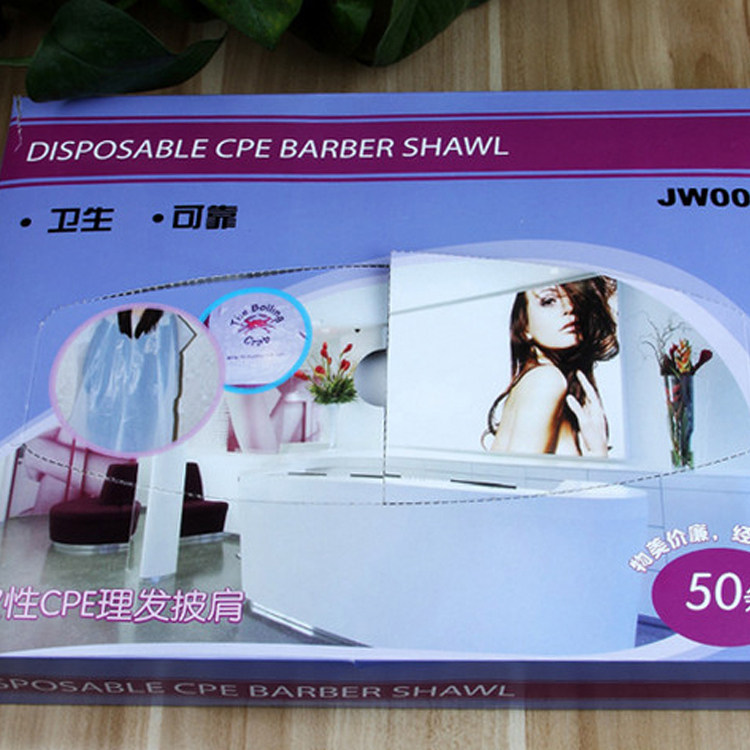 DISPOSABLE CPE BARBER SHAWL
• 卫生 • 可靠
JW00
The Boiling
Crab
物美价廉，经
50
性CPE理发披肩
SPOSABLE CPE BARBER SHAWL